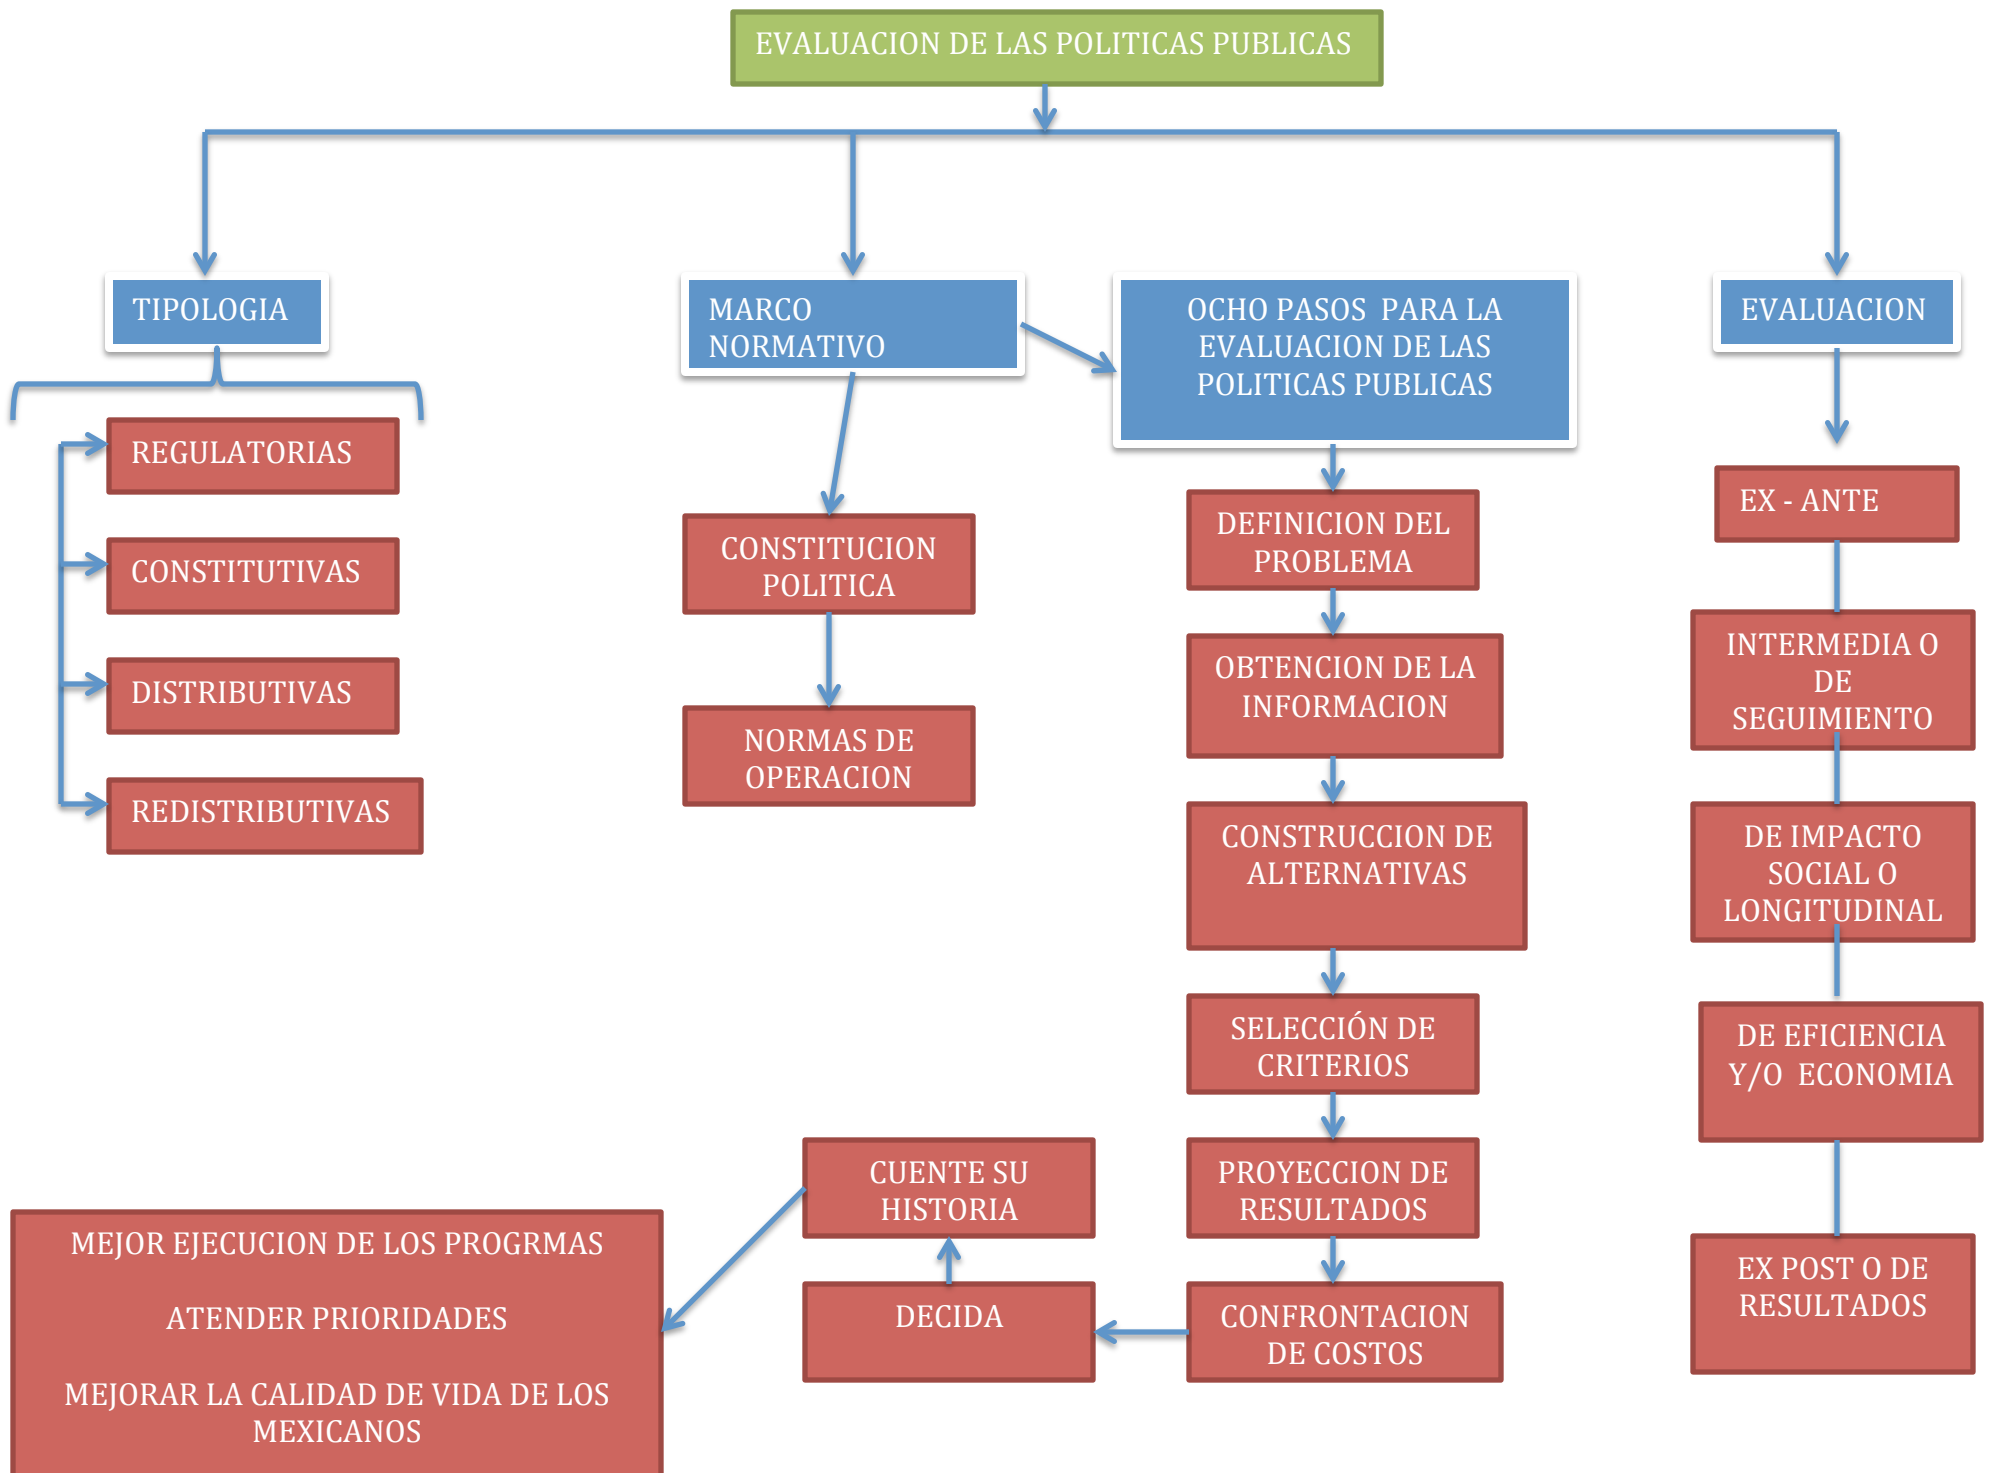 EVALUACION DE LAS POLITICAS PUBLICAS
TIPOLOGIA
REGULATORIAS
CONSTITUTIVAS
DISTRIBUTIVAS
REDISTRIBUTIVAS
MARCO
NORMATIVO
CONSTITUCION
POLITICA
NORMAS DE
OPERACION
OCHO PASOS PARA LA
EVALUACION DE LAS
POLITICAS PUBLICAS
DEFINICION DEL
PROBLEMA
OBTENCION DE LA
INFORMACION
CONSTRUCCION DE
ALTERNATIVAS
SELECCIÓN DE
CRITERIOS
PROYECCION DE
RESULTADOS
CONFRONTACION
DE COSTOS
DECIDA
CUENTE SU
HISTORIA
MEJOR EJECUCION DE LOS PROGRMAS
ATENDER PRIORIDADES
MEJORAR LA CALIDAD DE VIDA DE LOS
MEXICANOS
EVALUACION
EX - ANTE
INTERMEDIA O
DE
SEGUIMIENTO
DE IMPACTO
SOCIAL O
LONGITUDINAL
DE EFICIENCIA
Y/O ECONOMIA
EX POST O DE
RESULTADOS